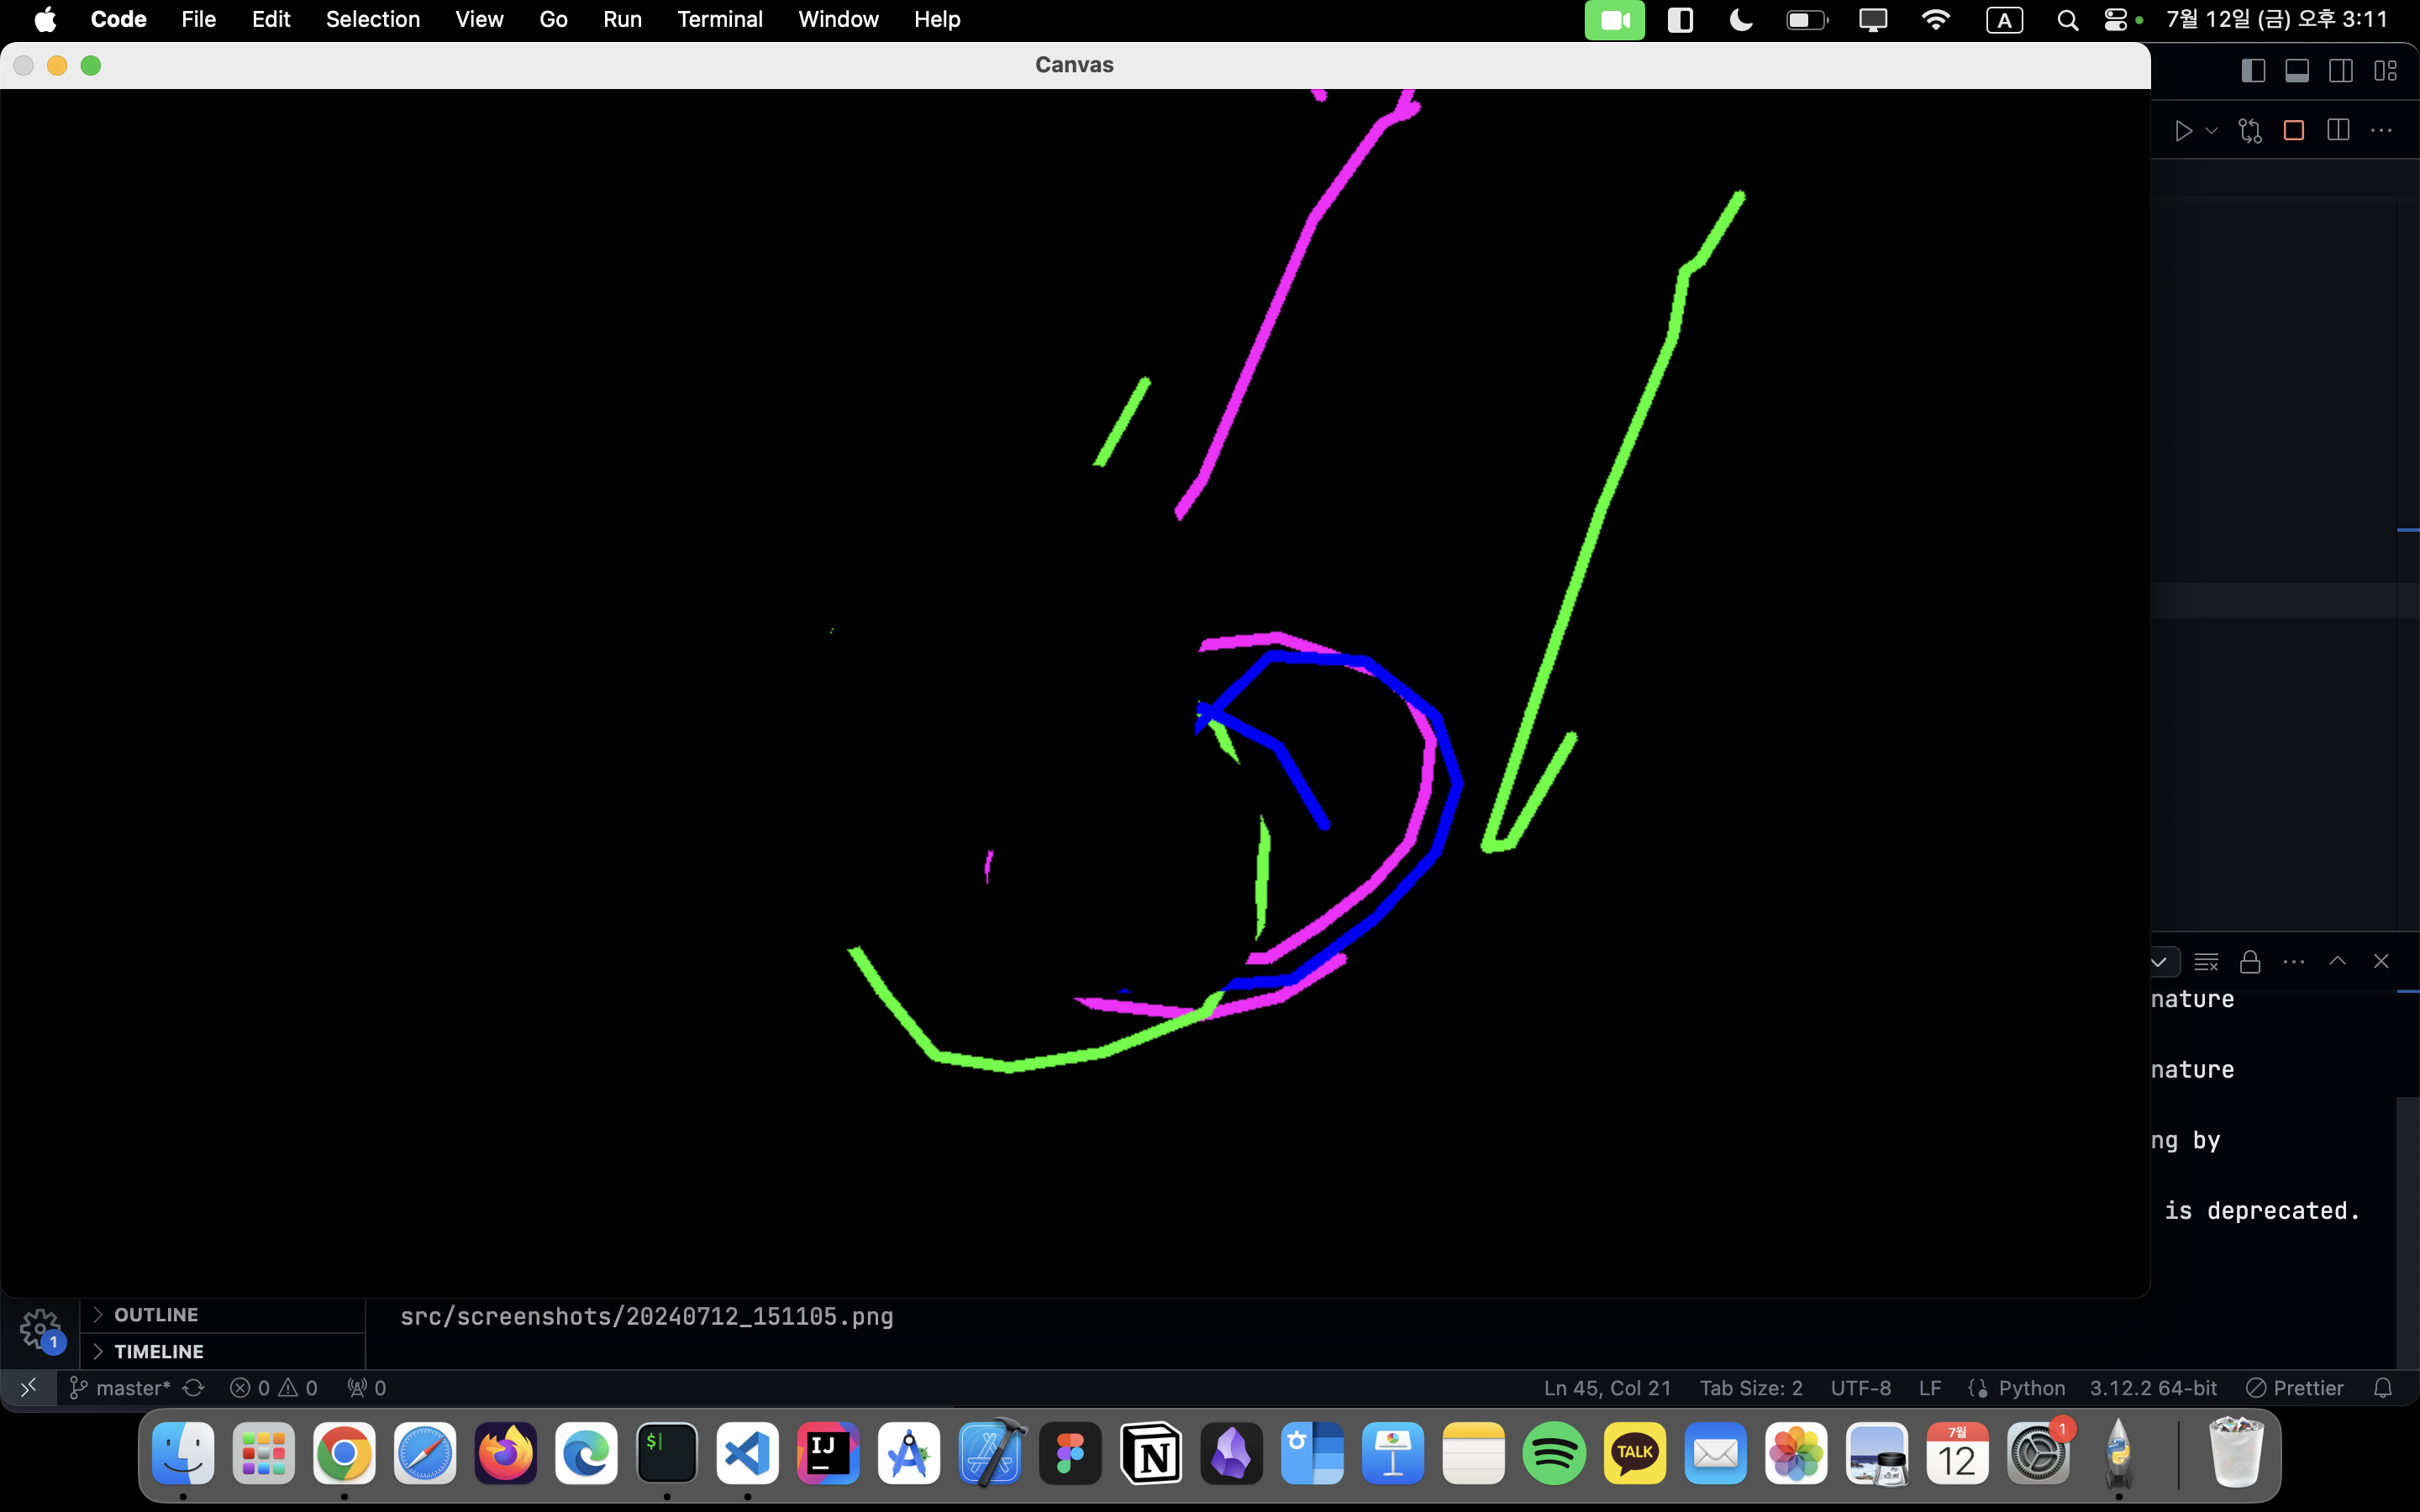 Code File Edit Selection View Go Run Terminal Window Help A 7월 12일 (금) 오후 3:11
Canvas
nature
nature
ng by
is deprecated.
OUTLINE
src/screenshots/20240712_151105.png
1
TIMELINE
master* 0 0 0 Ln 45, Col 21 Tab Size: 2 UTF-8 LF Python 3.12.2 64-bit Prettier
$ IJ N ㅎ TALK 7월 12 1